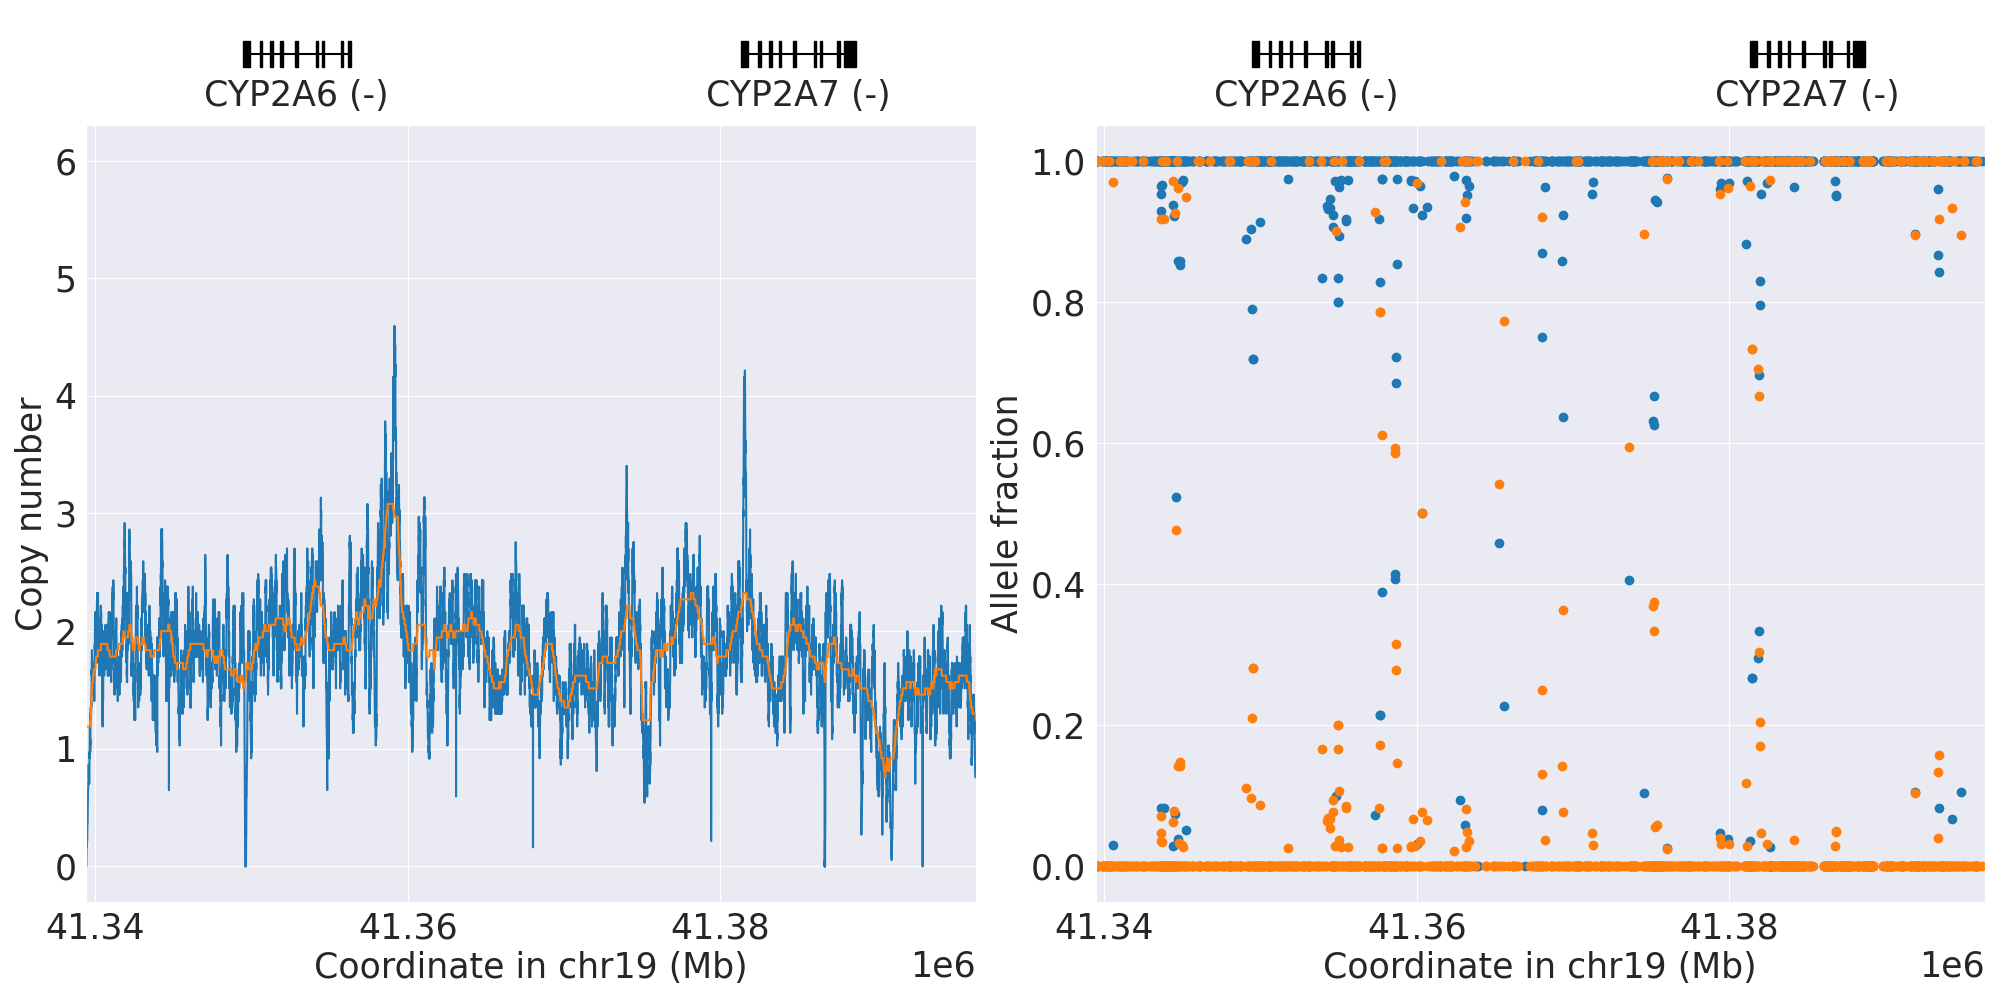 CYP2A6 (-) CYP2A7 (-)
6
5
4
3
2
1
0
Copy number
41.34 41.36 41.38
1e6
Coordinate in chr19 (Mb)
CYP2A6 (-) CYP2A7 (-)
1.0
0.8
0.6
0.4
0.2
0.0
Allele fraction
41.34 41.36 41.38
1e6
Coordinate in chr19 (Mb)